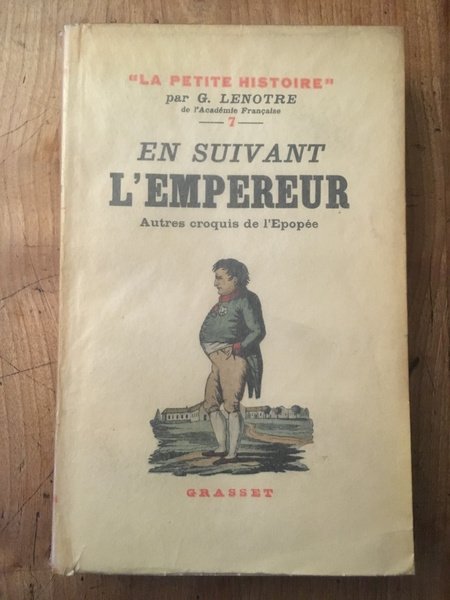 "LA PETITE HISTOIRE"
par G. LENOTRE
de l'Académie Française
7
EN SUIVANT
L'EMPEREUR
Autres croquis de l'Epopée
GRASSET